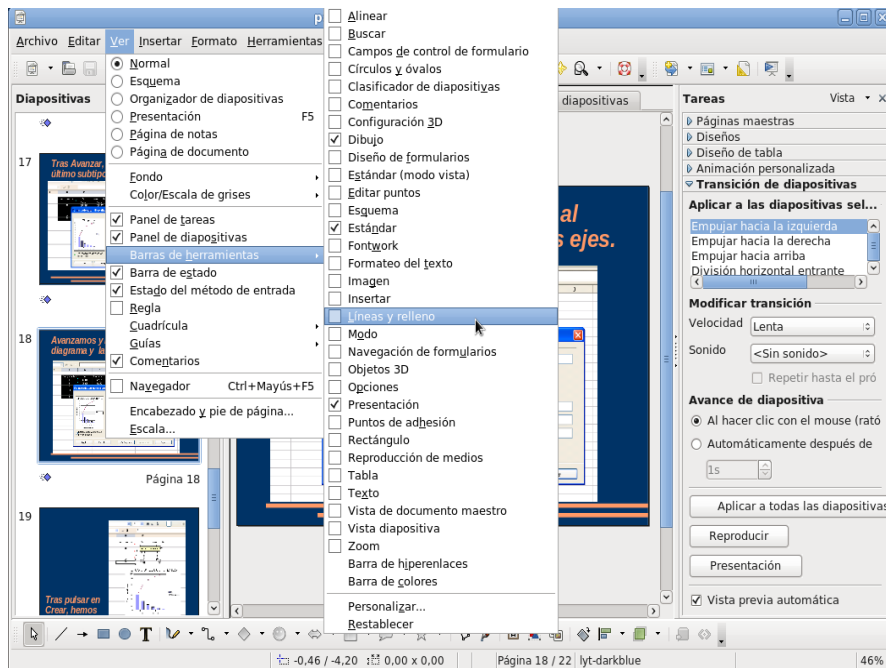 p
Archivo Editar Ver Insertar Formato Herramientas
Normal
Esquema
Organizador de diapositivas
Presentación F5
Página de notas
Página de documento
Fondo
Color/Escala de grises
Panel de tareas
Panel de diapositivas
Barras de herramientas
Barra de estado
Estado del método de entrada
Regla
Cuadrícula
Guías
Comentarios
Navegador Ctrl+Mayús+F5
Encabezado y pie de página...
Escala...
Alinear
Buscar
Campos de control de formulario
Círculos y óvalos
Clasificador de diapositivas
Comentarios
Configuración 3D
Dibujo
Diseño de formularios
Estándar (modo vista)
Editar puntos
Esquema
Estándar
Fontwork
Formateo del texto
Imagen
Insertar
Líneas y relleno
Modo
Navegación de formularios
Objetos 3D
Opciones
Presentación
Puntos de adhesión
Rectángulo
Reproducción de medios
Tabla
Texto
Vista de documento maestro
Vista diapositiva
Zoom
Barra de hiperenlaces
Barra de colores
Personalizar...
Restablecer
Diapositivas
17
Tras Avanzar,
último subtipo
18
Avanzamos y
diagrama y la
Página 18
19
Tras pulsar en
Crear, hemos
diapositivas
al
s ejes.
Tareas Vista
Páginas maestras
Diseños
Diseño de tabla
Animación personalizada
Transición de diapositivas
Aplicar a las diapositivas sel...
Empujar hacia la izquierda
Empujar hacia la derecha
Empujar hacia arriba
División horizontal entrante
Modificar transición
Velocidad Lenta
Sonido <Sin sonido>
Repetir hasta el pró
Avance de diapositiva
Al hacer clic con el mouse (rató
Automáticamente después de
1s
Aplicar a todas las diapositivas
Reproducir
Presentación
Vista previa automática
-0,46 / -4,20 0,00 x 0,00 Página 18 / 22 lyt-darkblue 46%